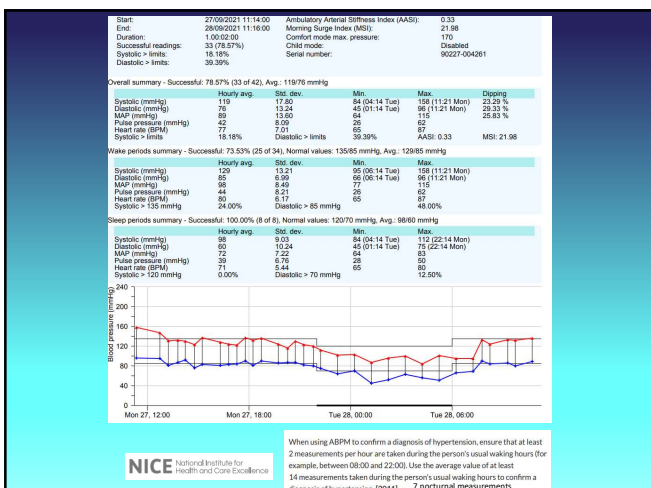 Start: 27/09/2021 11:14:00 Ambulatory Arterial Stiffness Index (AASI): 0.33
End: 28/09/2021 11:16:00 Morning Surge Index (MSI): 21.98
Duration: 1.00:02:00 Comfort mode max. pressure: 170
Successful readings: 33 (78.57%) Child mode: Disabled
Systolic > limits: 18.18% Serial number: 90227-004261
Diastolic > limits: 39.39%
Overall summary - Successful: 78.57% (33 of 42), Avg.: 119/76 mmHg
Hourly avg. Std. dev. Min. Max. Dipping
Systolic (mmHg) 119 17.80 84 (04:14 Tue) 158 (11:21 Mon) 23.29 %
Diastolic (mmHg) 76 13.24 45 (01:14 Tue) 96 (11:21 Mon) 29.33 %
MAP (mmHg) 89 13.60 64 115 25.83 %
Pulse pressure (mmHg) 42 8.09 26 62
Heart rate (BPM) 77 7.01 65 87
Systolic > limits 18.18% Diastolic > limits 39.39% AASI: 0.33 MSI: 21.98
Wake periods summary - Successful: 73.53% (25 of 34), Normal values: 135/85 mmHg, Avg.: 129/85 mmHg
Hourly avg. Std. dev. Min. Max.
Systolic (mmHg) 129 13.21 95 (06:14 Tue) 158 (11:21 Mon)
Diastolic (mmHg) 85 6.99 66 (06:14 Tue) 96 (11:21 Mon)
MAP (mmHg) 98 8.49 77 115
Pulse pressure (mmHg) 44 8.21 26 62
Heart rate (BPM) 80 6.17 65 87
Systolic > 135 mmHg 24.00% Diastolic > 85 mmHg 48.00%
Sleep periods summary - Successful: 100.00% (8 of 8), Normal values: 120/70 mmHg, Avg.: 98/60 mmHg
Hourly avg. Std. dev. Min. Max.
Systolic (mmHg) 98 9.03 84 (04:14 Tue) 112 (22:14 Mon)
Diastolic (mmHg) 60 10.24 45 (01:14 Tue) 75 (22:14 Mon)
MAP (mmHg) 72 7.22 64 83
Pulse pressure (mmHg) 39 6.76 28 50
Heart rate (BPM) 71 5.44 65 80
Systolic > 120 mmHg 0.00% Diastolic > 70 mmHg 12.50%
Blood pressure (mmHg)
240
200
160
120
80
40
0
Mon 27, 12:00 Mon 27, 18:00 Tue 28, 00:00 Tue 28, 06:00
NICE National Institute for
Health and Care Excellence
When using ABPM to confirm a diagnosis of hypertension, ensure that at least
2 measurements per hour are taken during the person's usual waking hours (for
example, between 08:00 and 22:00). Use the average value of at least
14 measurements taken during the person's usual waking hours to confirm a
diagnosis of hypertension. 7 nocturnal measurements